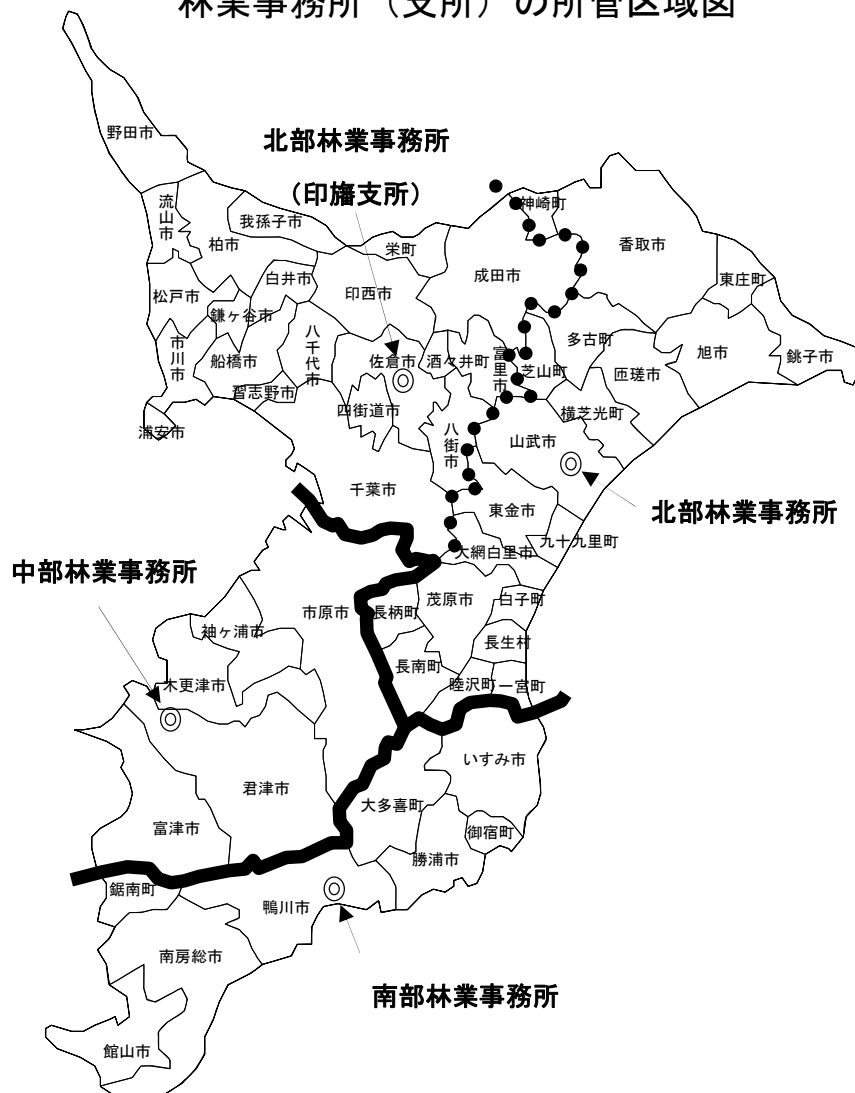 林業事務所（支所）の所管区域図
野田市
北部林業事務所
（印旛支所）
流山市
神崎町
我孫子市
柏市
香取市
栄町
成田市
東庄町
白井市
印西市
松戸市
鎌ヶ谷市
八千代市
多古町
市川市
船橋市
佐倉市
酒々井町
富里市
芝山町
旭市
銚子市
匝瑳市
習志野市
四街道市
横芝光町
浦安市
八街市
山武市
千葉市
東金市
北部林業事務所
九十九里町
大網白里市
中部林業事務所
市原市
長柄町
茂原市
白子町
袖ヶ浦市
長生村
長南町
木更津市
睦沢町
一宮町
いすみ市
君津市
大多喜町
富津市
御宿町
勝浦市
鋸南町
鴨川市
南房総市
南部林業事務所
館山市